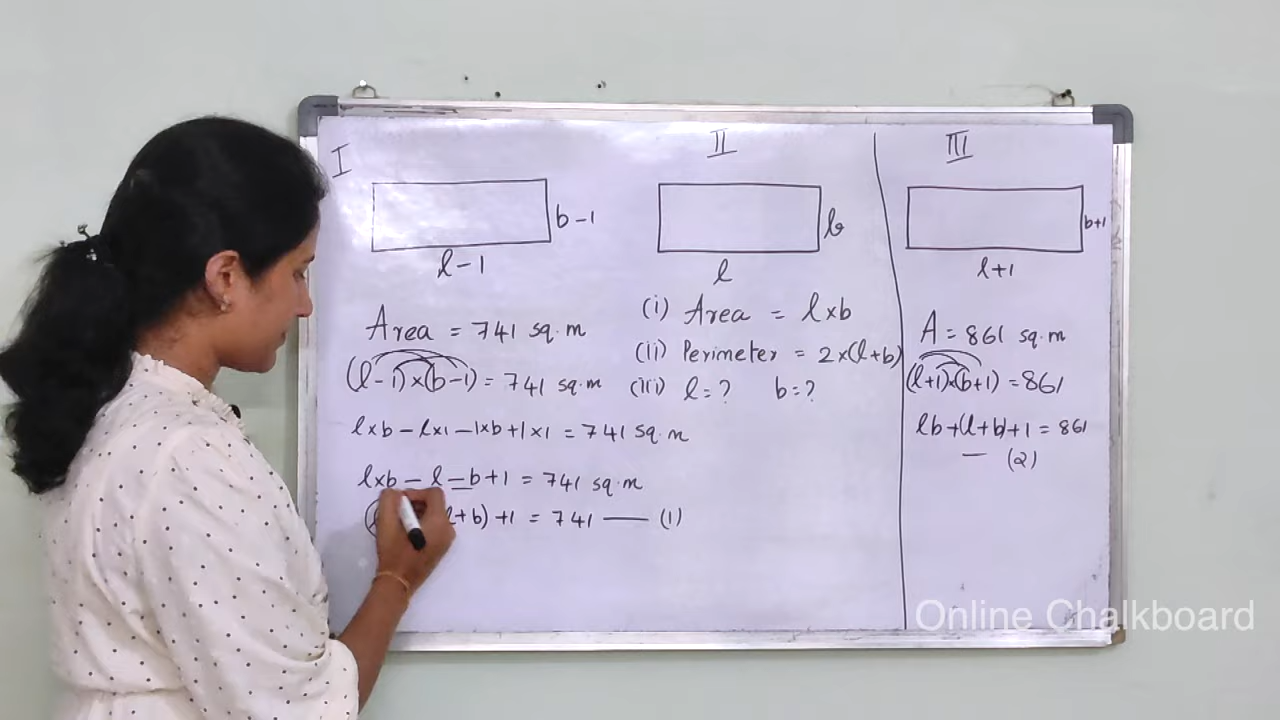 I
b-1
l-1
Area = 741 sq.m
(l-1)×(b-1) = 741 sq.m
l×b - l×1 - 1×b + 1×1 = 741 sq.m
l×b - l - b + 1 = 741 sq.m
l+b) + 1 = 741 — (1)
II
b
l
(i) Area = l×b
(ii) Perimeter = 2×(l+b)
(iii) l=? b=?
III
b+1
l+1
A = 861 sq.m
(l+1)×(b+1) = 861
lb+(l+b)+1 = 861
— (2)
Online Chalkboard